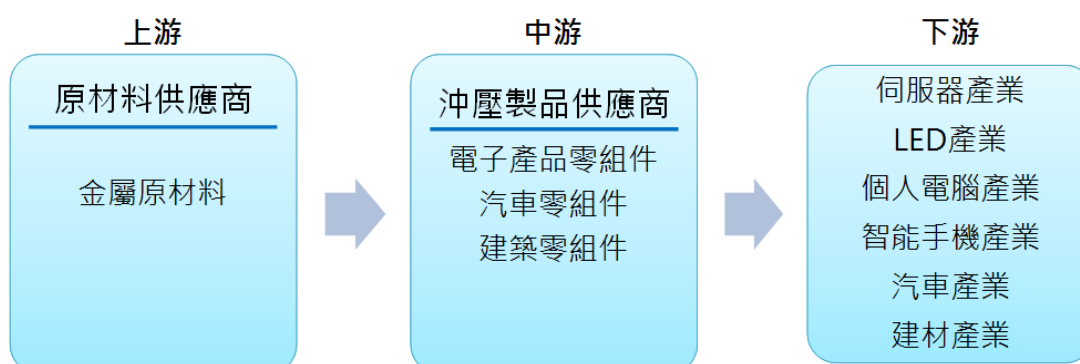 上游
原材料供應商
金屬原材料
中游
沖壓製品供應商
電子產品零組件
汽車零組件
建築零組件
下游
伺服器產業
LED產業
個人電腦產業
智能手機產業
汽車產業
建材產業